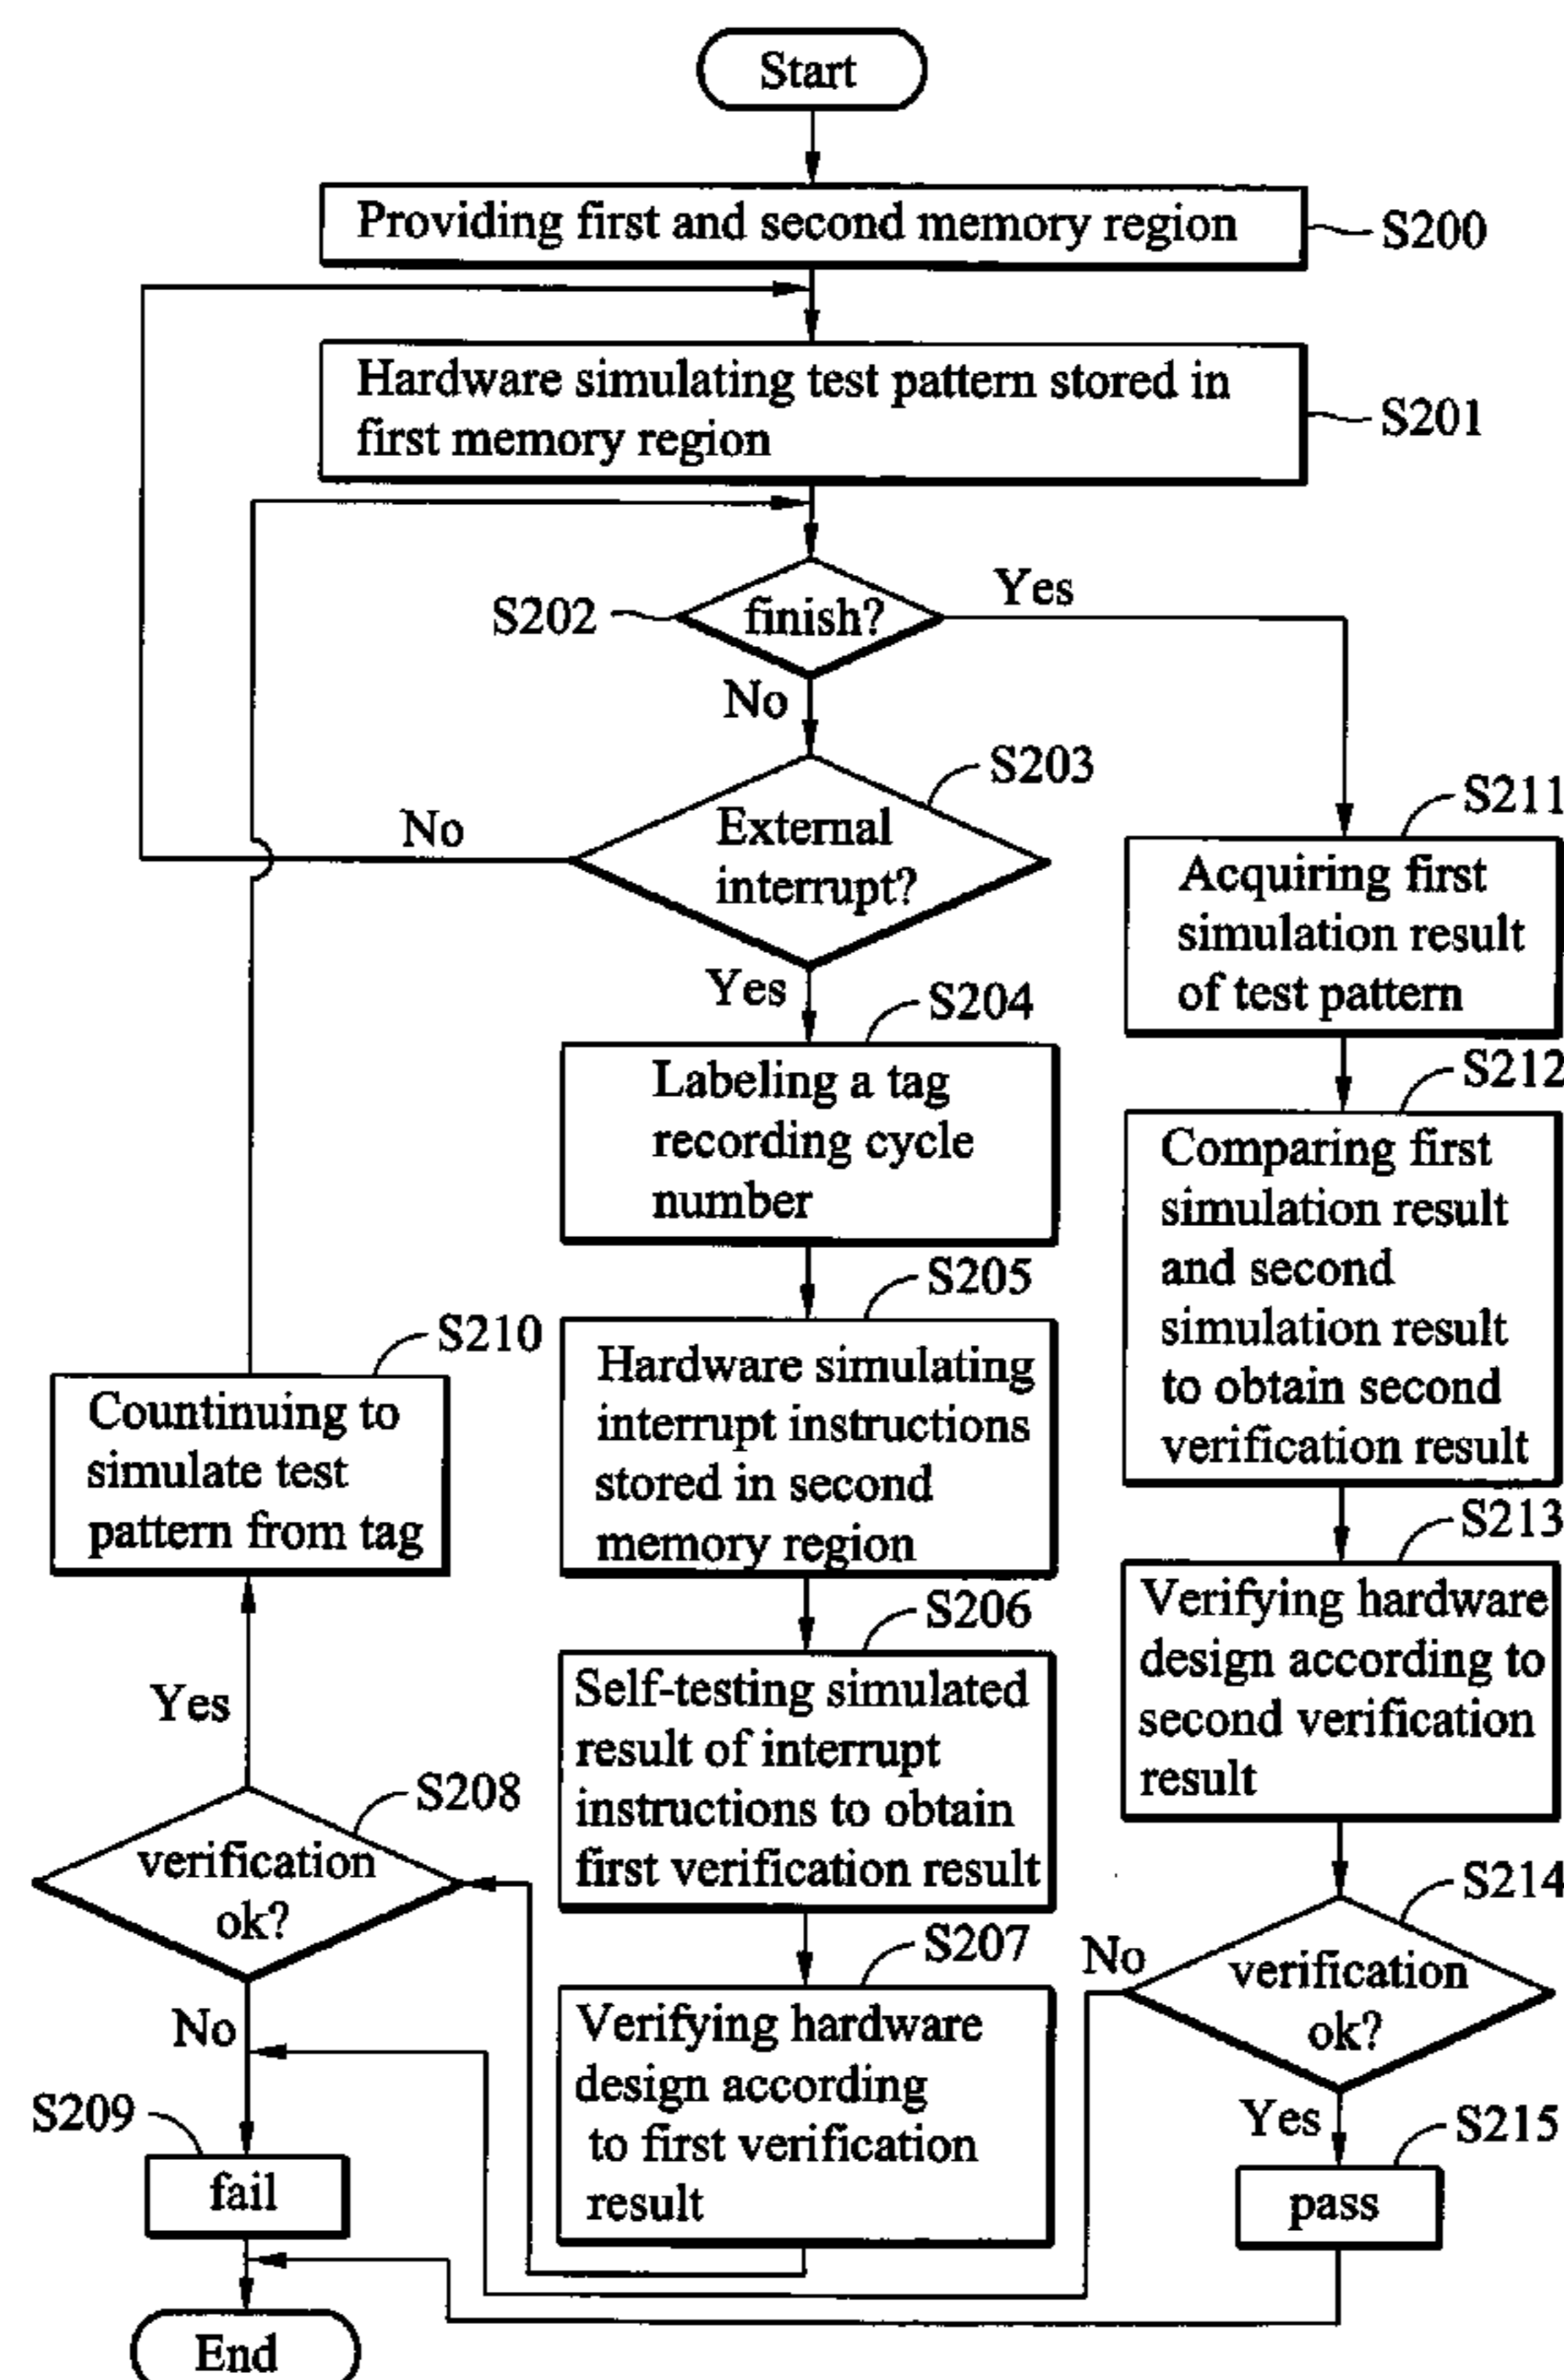 Start
Providing first and second memory region
S200
Hardware simulating test pattern stored in
first memory region
S201
S202
finish?
Yes
No
S203
External
interrupt?
No
Yes
S204
Labeling a tag
recording cycle
number
S205
Hardware simulating
interrupt instructions
stored in second
memory region
S206
Self-testing simulated
result of interrupt
instructions to obtain
first verification result
S207
Verifying hardware
design according
to first verification
result
S208
verification
ok?
Yes
S210
Countinuing to
simulate test
pattern from tag
No
S209
fail
End
S211
Acquiring first
simulation result
of test pattern
S212
Comparing first
simulation result
and second
simulation result
to obtain second
verification result
S213
Verifying hardware
design according to
second verification
result
S214
verification
ok?
No
Yes
S215
pass